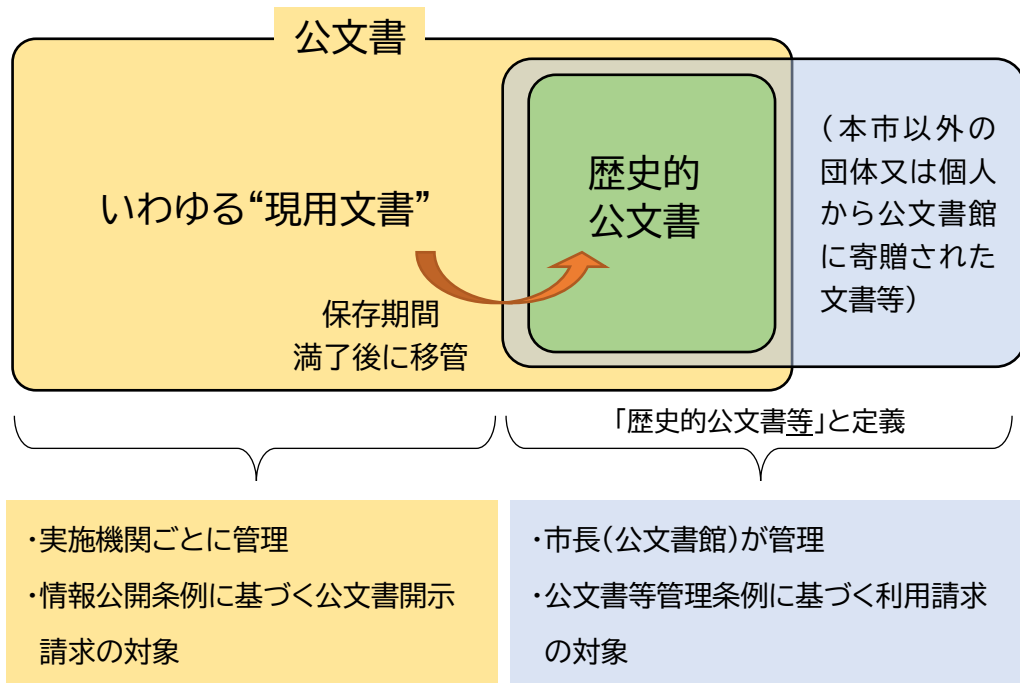 公文書
いわゆる“現用文書”
保存期間
満了後に移管
歴史的
公文書
(本市以外の
団体又は個人
から公文書館
に寄贈された
文書等)
「歴史的公文書等」と定義
・実施機関ごとに管理
・情報公開条例に基づく公文書開示
請求の対象
・市長(公文書館)が管理
・公文書等管理条例に基づく利用請求
の対象